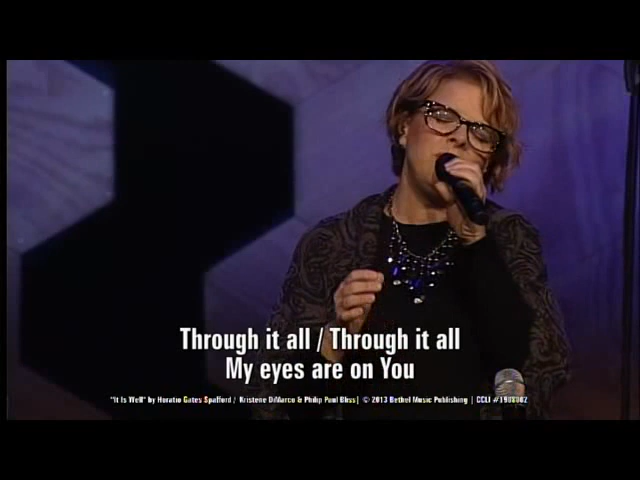 Through it all / Through it all
My eyes are on You
"It Is Well" by Horatio Gates Spafford / Kristene DiMarco & Philip Paul Bliss| © 2013 Bethel Music Publishing | CCLI #1988862